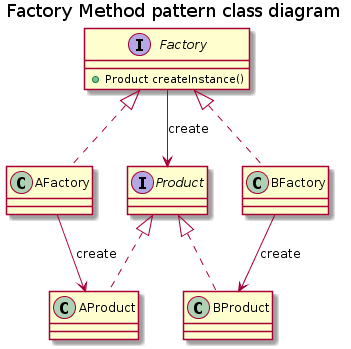 Factory Method pattern class diagram
I Factory
Product createInstance()
create
C AFactory
I Product
C BFactory
create
create
C AProduct
C BProduct